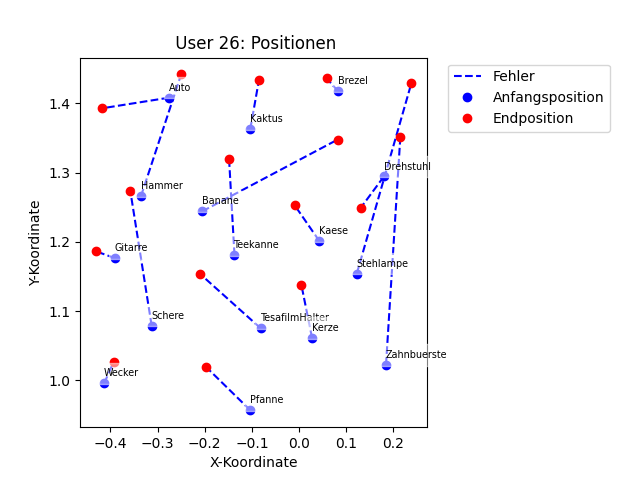 User 26: Positionen
Fehler
Anfangsposition
Endposition
Y-Koordinate
1.4
1.3
1.2
1.1
1.0
Auto
Brezel
Kaktus
Drehstuhl
Hammer
Banane
Kaese
Teekanne
Gitarre
Stehlampe
Schere
TesafilmHalter
Kerze
Zahnbuerste
Wecker
Pfanne
−0.4 −0.3 −0.2 −0.1 0.0 0.1 0.2
X-Koordinate